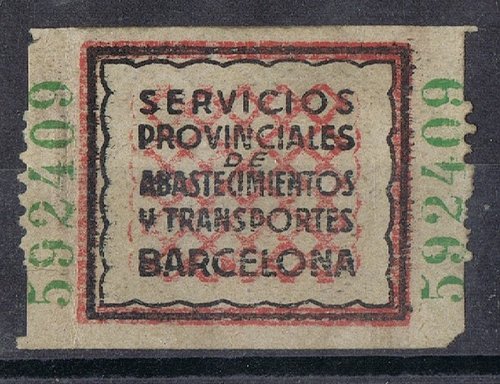 592409
SERVICIOS
PROVINCIALES
DE
ABASTECIMIENTOS
Y TRANSPORTES
BARCELONA
592409